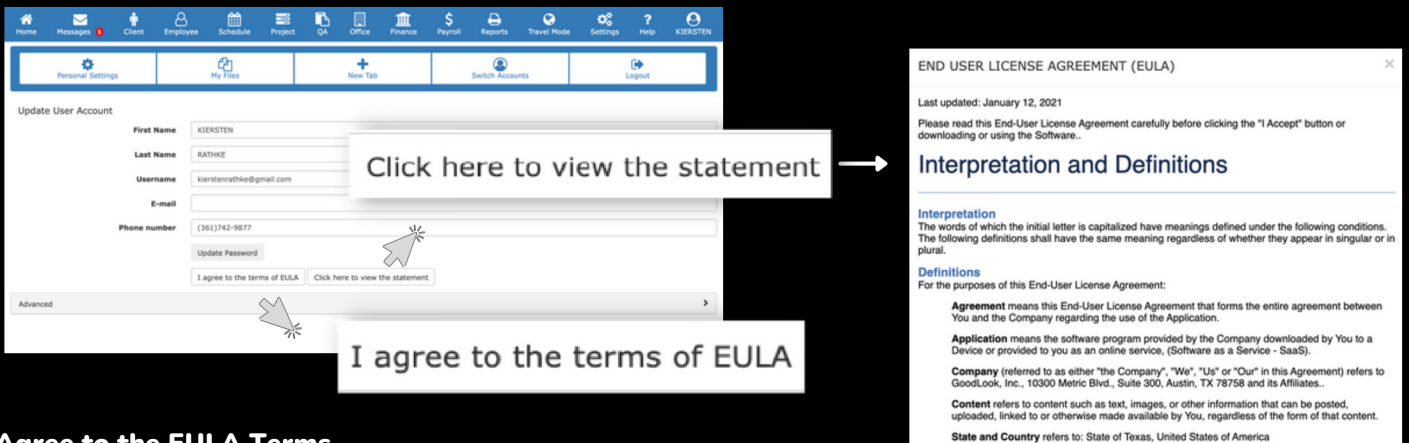 Home Messages 5 Client Employee Schedule Project QA Office Finance Payroll Reports Travel Mode Settings Help KIERSTEN
Personal Settings My Files New Tab Switch Accounts Logout
Update User Account
First Name KIERSTEN
Last Name RATHKE
Username kierstenrathke@gmail.com
E-mail
Phone number (361)742-9877
Update Password
I agree to the terms of EULA Click here to view the statement
Advanced
Click here to view the statement
I agree to the terms of EULA
Agree to the EULA Terms
END USER LICENSE AGREEMENT (EULA) ×
Last updated: January 12, 2021
Please read this End-User License Agreement carefully before clicking the "I Accept" button or
downloading or using the Software..
Interpretation and Definitions
Interpretation
The words of which the initial letter is capitalized have meanings defined under the following conditions.
The following definitions shall have the same meaning regardless of whether they appear in singular or in
plural.
Definitions
For the purposes of this End-User License Agreement:
Agreement means this End-User License Agreement that forms the entire agreement between
You and the Company regarding the use of the Application.
Application means the software program provided by the Company downloaded by You to a
Device or provided to you as an online service, (Software as a Service - SaaS).
Company (referred to as either "the Company", "We", "Us" or "Our" in this Agreement) refers to
GoodLook, Inc., 10300 Metric Blvd., Suite 300, Austin, TX 78758 and its Affiliates..
Content refers to content such as text, images, or other information that can be posted,
uploaded, linked to or otherwise made available by You, regardless of the form of that content.
State and Country refers to: State of Texas, United States of America